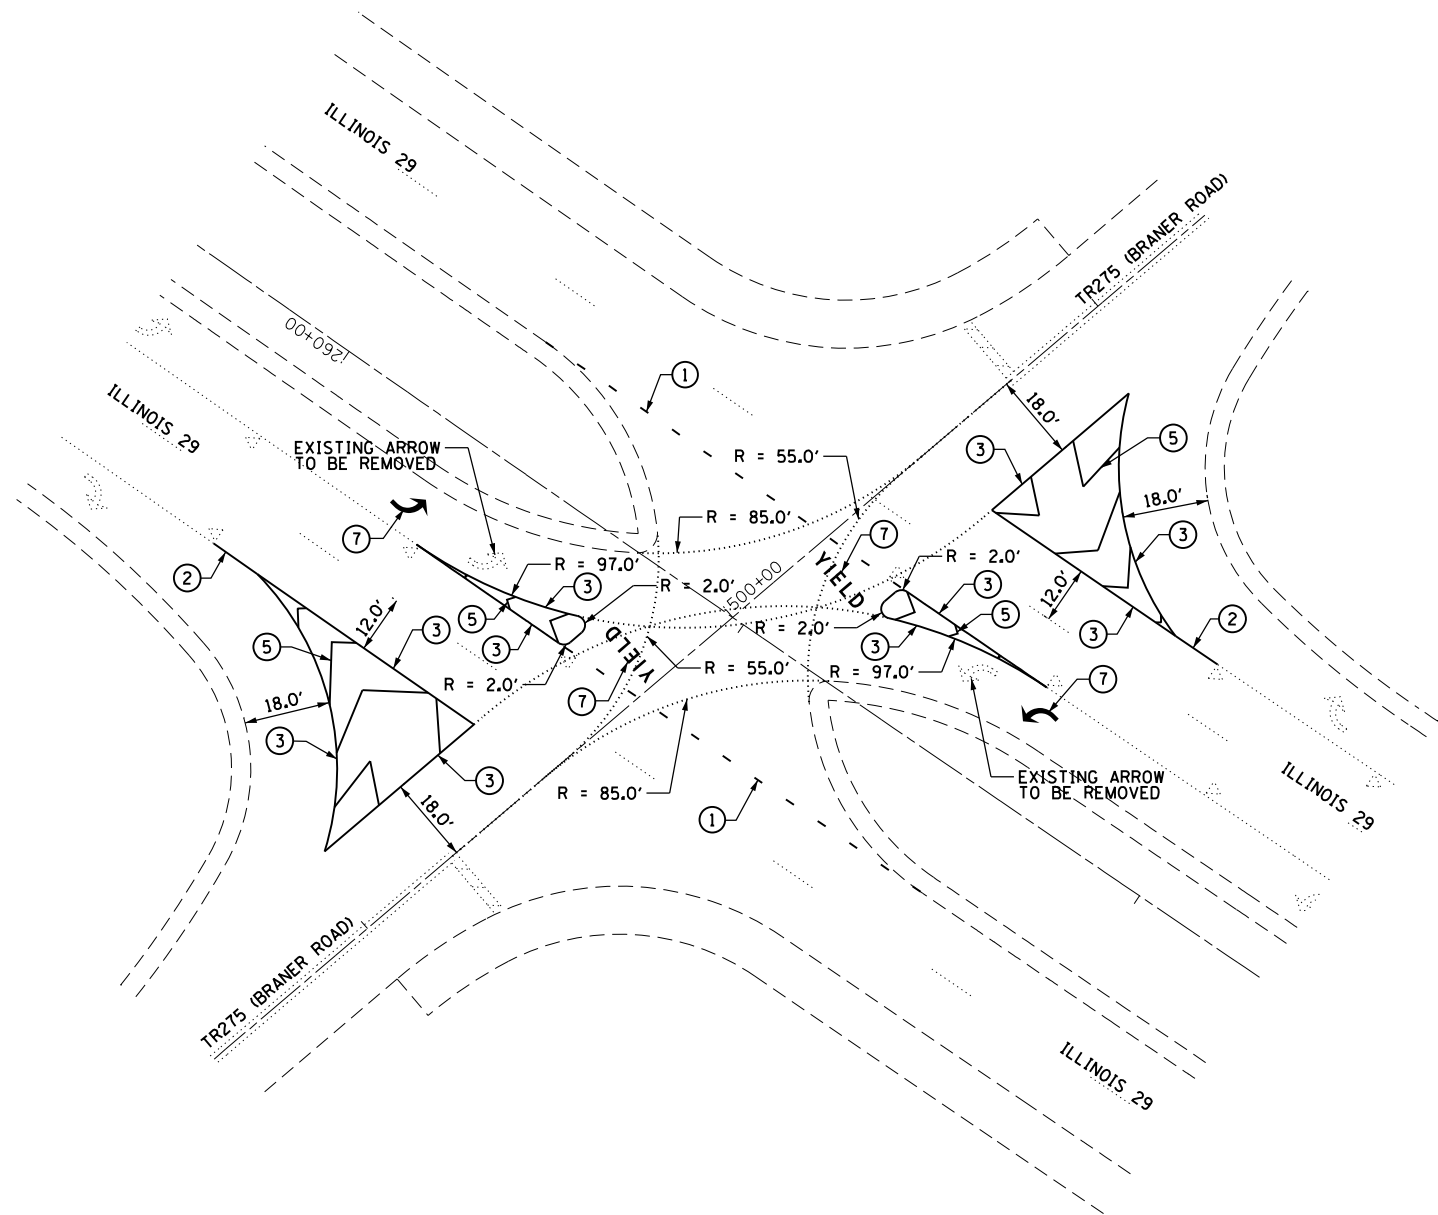 ILLINOIS 29
TR275 (BRANER ROAD)
1260+00
1
ILLINOIS 29
EXISTING ARROW
TO BE REMOVED
R = 55.0'
3
18.0'
5
18.0'
R = 85.0'
7
7
3
R = 97.0'
YIELD
R = 2.0'
2
3
R = 2.0'
500+00
3
12.0'
12.0'
5
5
2
3
R = 2.0'
3
3
5
3
YIELD
R = 55.0'
R = 97.0'
R = 2.0'
7
7
18.0'
3
3
EXISTING ARROW
TO BE REMOVED
ILLINOIS 29
R = 85.0'
18.0'
1
TR275 (BRANER ROAD)
ILLINOIS 29